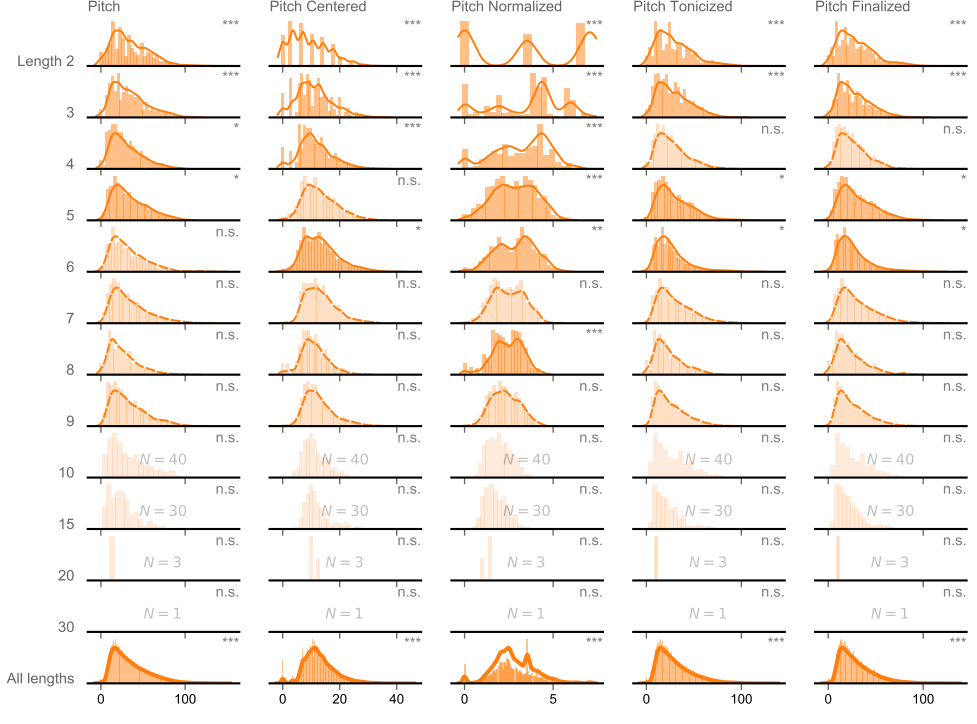 Pitch Pitch Centered Pitch Normalized Pitch Tonicized Pitch Finalized
Length 2 *** *** *** *** ***
3 *** *** *** *** ***
4 * *** *** n.s. n.s.
5 * n.s. *** * *
6 n.s. * ** * *
7 n.s. n.s. n.s. n.s. n.s.
8 n.s. n.s. *** n.s. n.s.
9 n.s. n.s. n.s. n.s. n.s.
10 n.s. N = 40 n.s. N = 40 n.s. N = 40 n.s. N = 40 n.s. N = 40
15 n.s. N = 30 n.s. N = 30 n.s. N = 30 n.s. N = 30 n.s. N = 30
20 n.s. N = 3 n.s. N = 3 n.s. N = 3 n.s. N = 3 n.s. N = 3
30 n.s. N = 1 n.s. N = 1 n.s. N = 1 n.s. N = 1 n.s. N = 1
All lengths *** *** *** *** ***
0 100 0 20 40 0 5 0 100 0 100